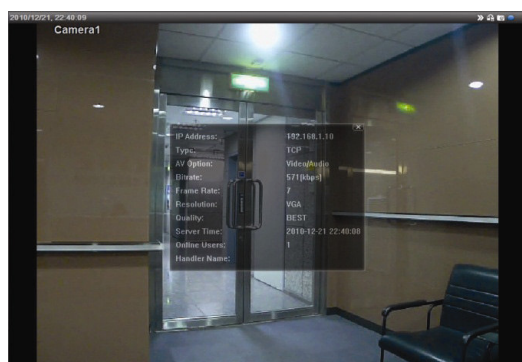 2010/12/21, 22:40:09
Camera1
IP Address: 192.168.1.10
Type: TCP
AV Option: Video/Audio
Bitrate: 571(kbps)
Frame Rate: 7
Resolution: VGA
Quality: BEST
Server Time: 2010-12-21 22:40:08
Online Users: 1
Handler Name: